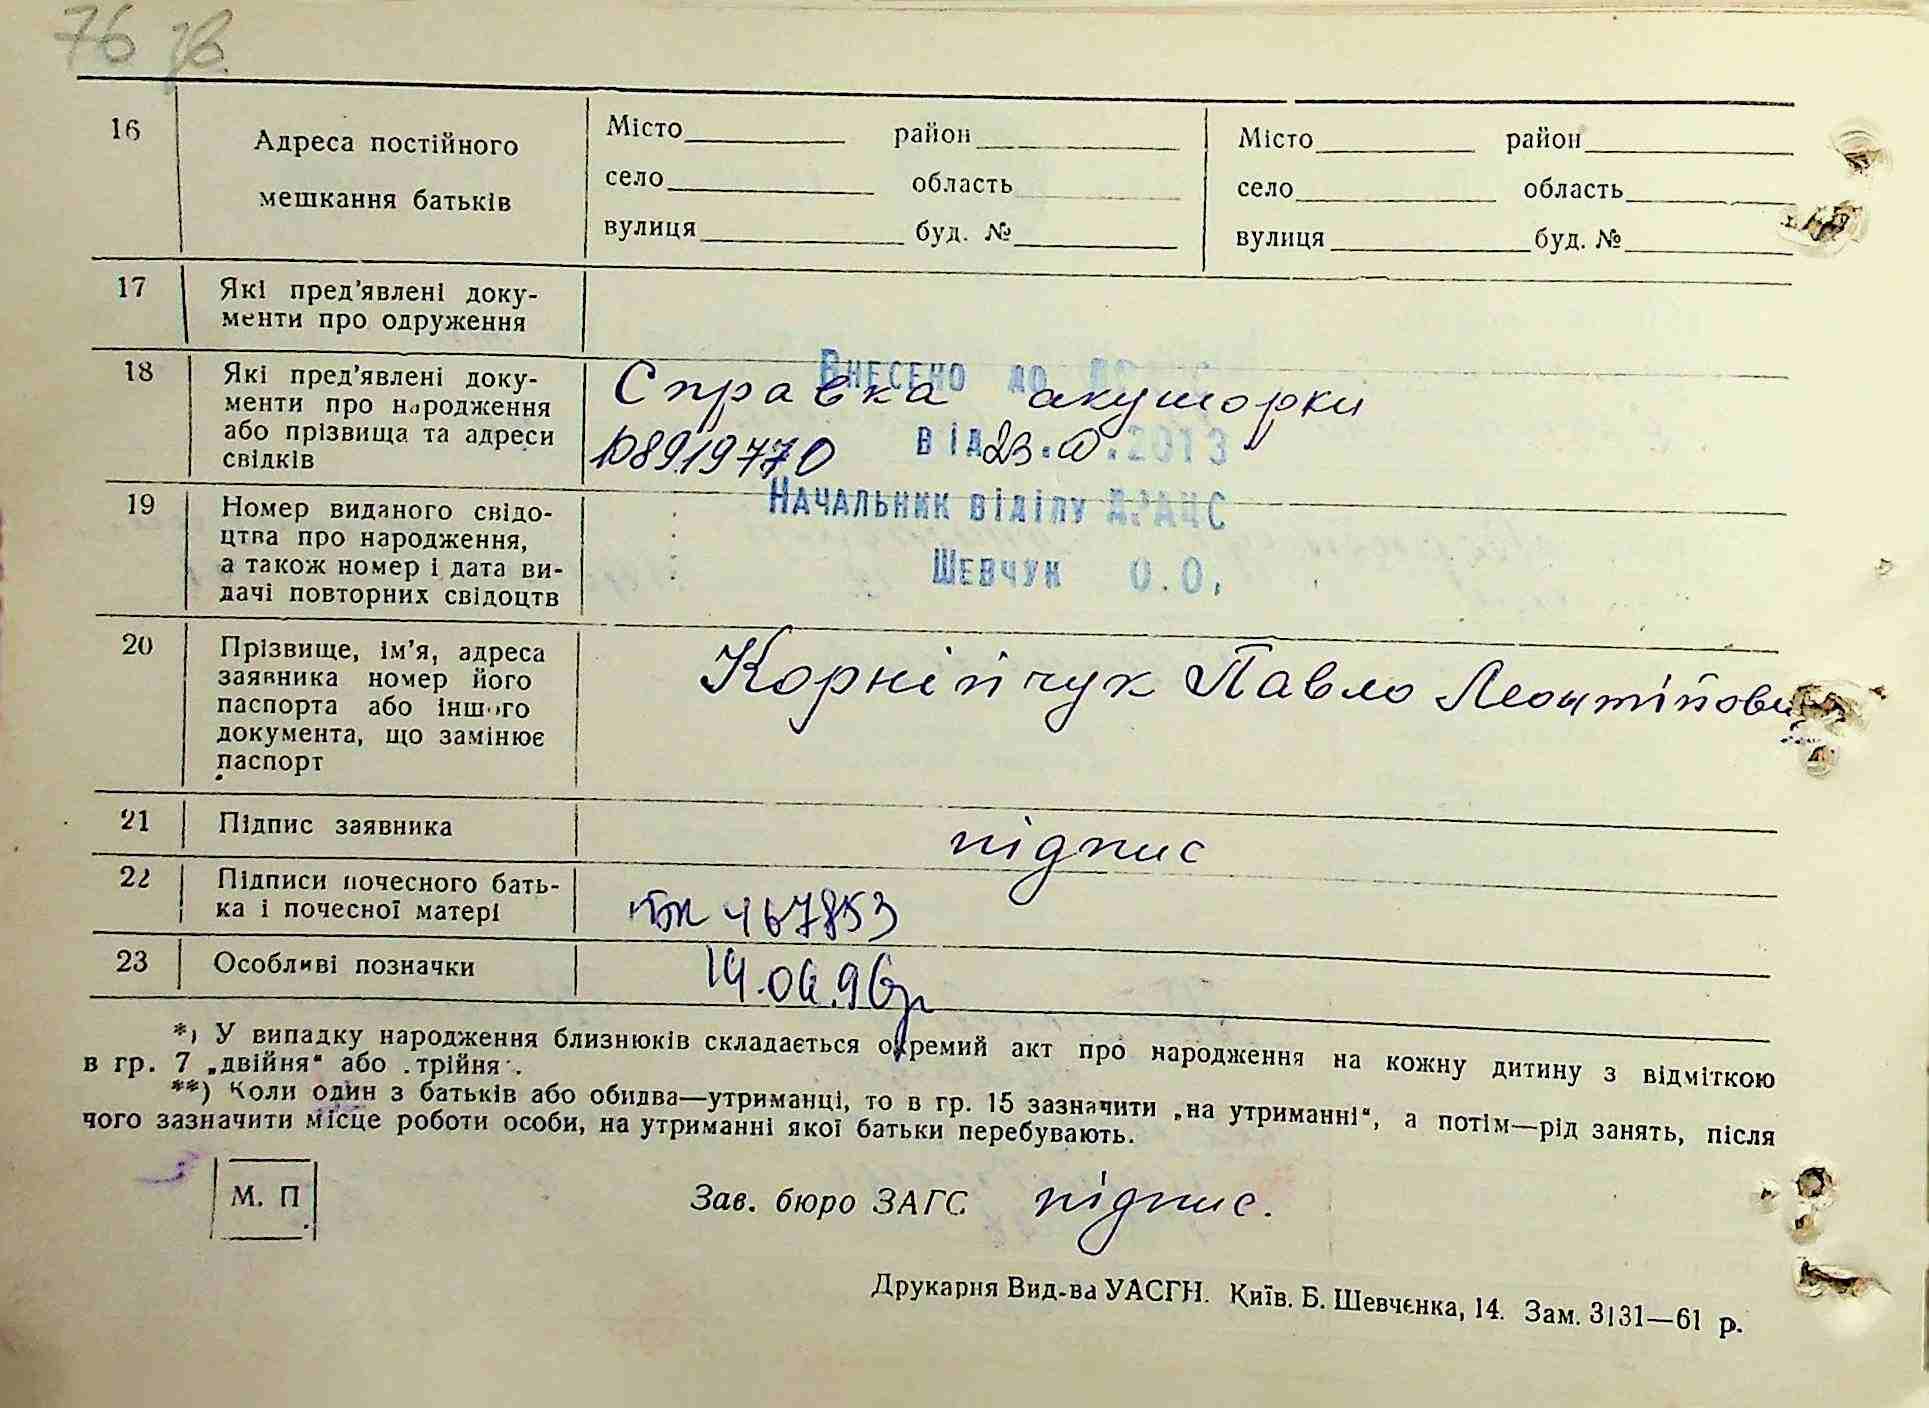 76 зв.
16 Адреса постійного мешкання батьків
Місто район Місто район
село область село область
вулиця буд. № вулиця буд. №
17 Які пред'явлені доку-
менти про одруження
18 Які пред'явлені доку-
менти про народження
або прізвища та адреси
свідків
Справка акушорки
108919770
Внесено до
від 23. .2013
Начальник відділу ДРАЦС
Шевчук О.О.
19 Номер виданого свідо-
цтва про народження,
а також номер і дата ви-
дачі повторних свідоцтв
20 Прізвище, ім'я, адреса
заявника номер його
паспорта або іншого
документа, що замінює
паспорт
Корнійчук Павло Леонтійович
21 Підпис заявника
підпис
22 Підписи почесного бать-
ка і почесної матері
467853
23 Особливі позначки
14.06.96р
*) У випадку народження близнюків складається окремий акт про народження на кожну дитину з відміткою
в гр. 7 „двійня“ або „трійня“.
**) Коли один з батьків або обидва—утриманці, то в гр. 15 зазначити „на утриманні“, а потім—рід занять, після
чого зазначити місце роботи особи, на утриманні якої батьки перебувають.
М. П. Зав. бюро ЗАГС підпис.
Друкарня Вид-ва УАСГН. Київ. Б. Шевченка, 14. Зам. 3131—61 р.